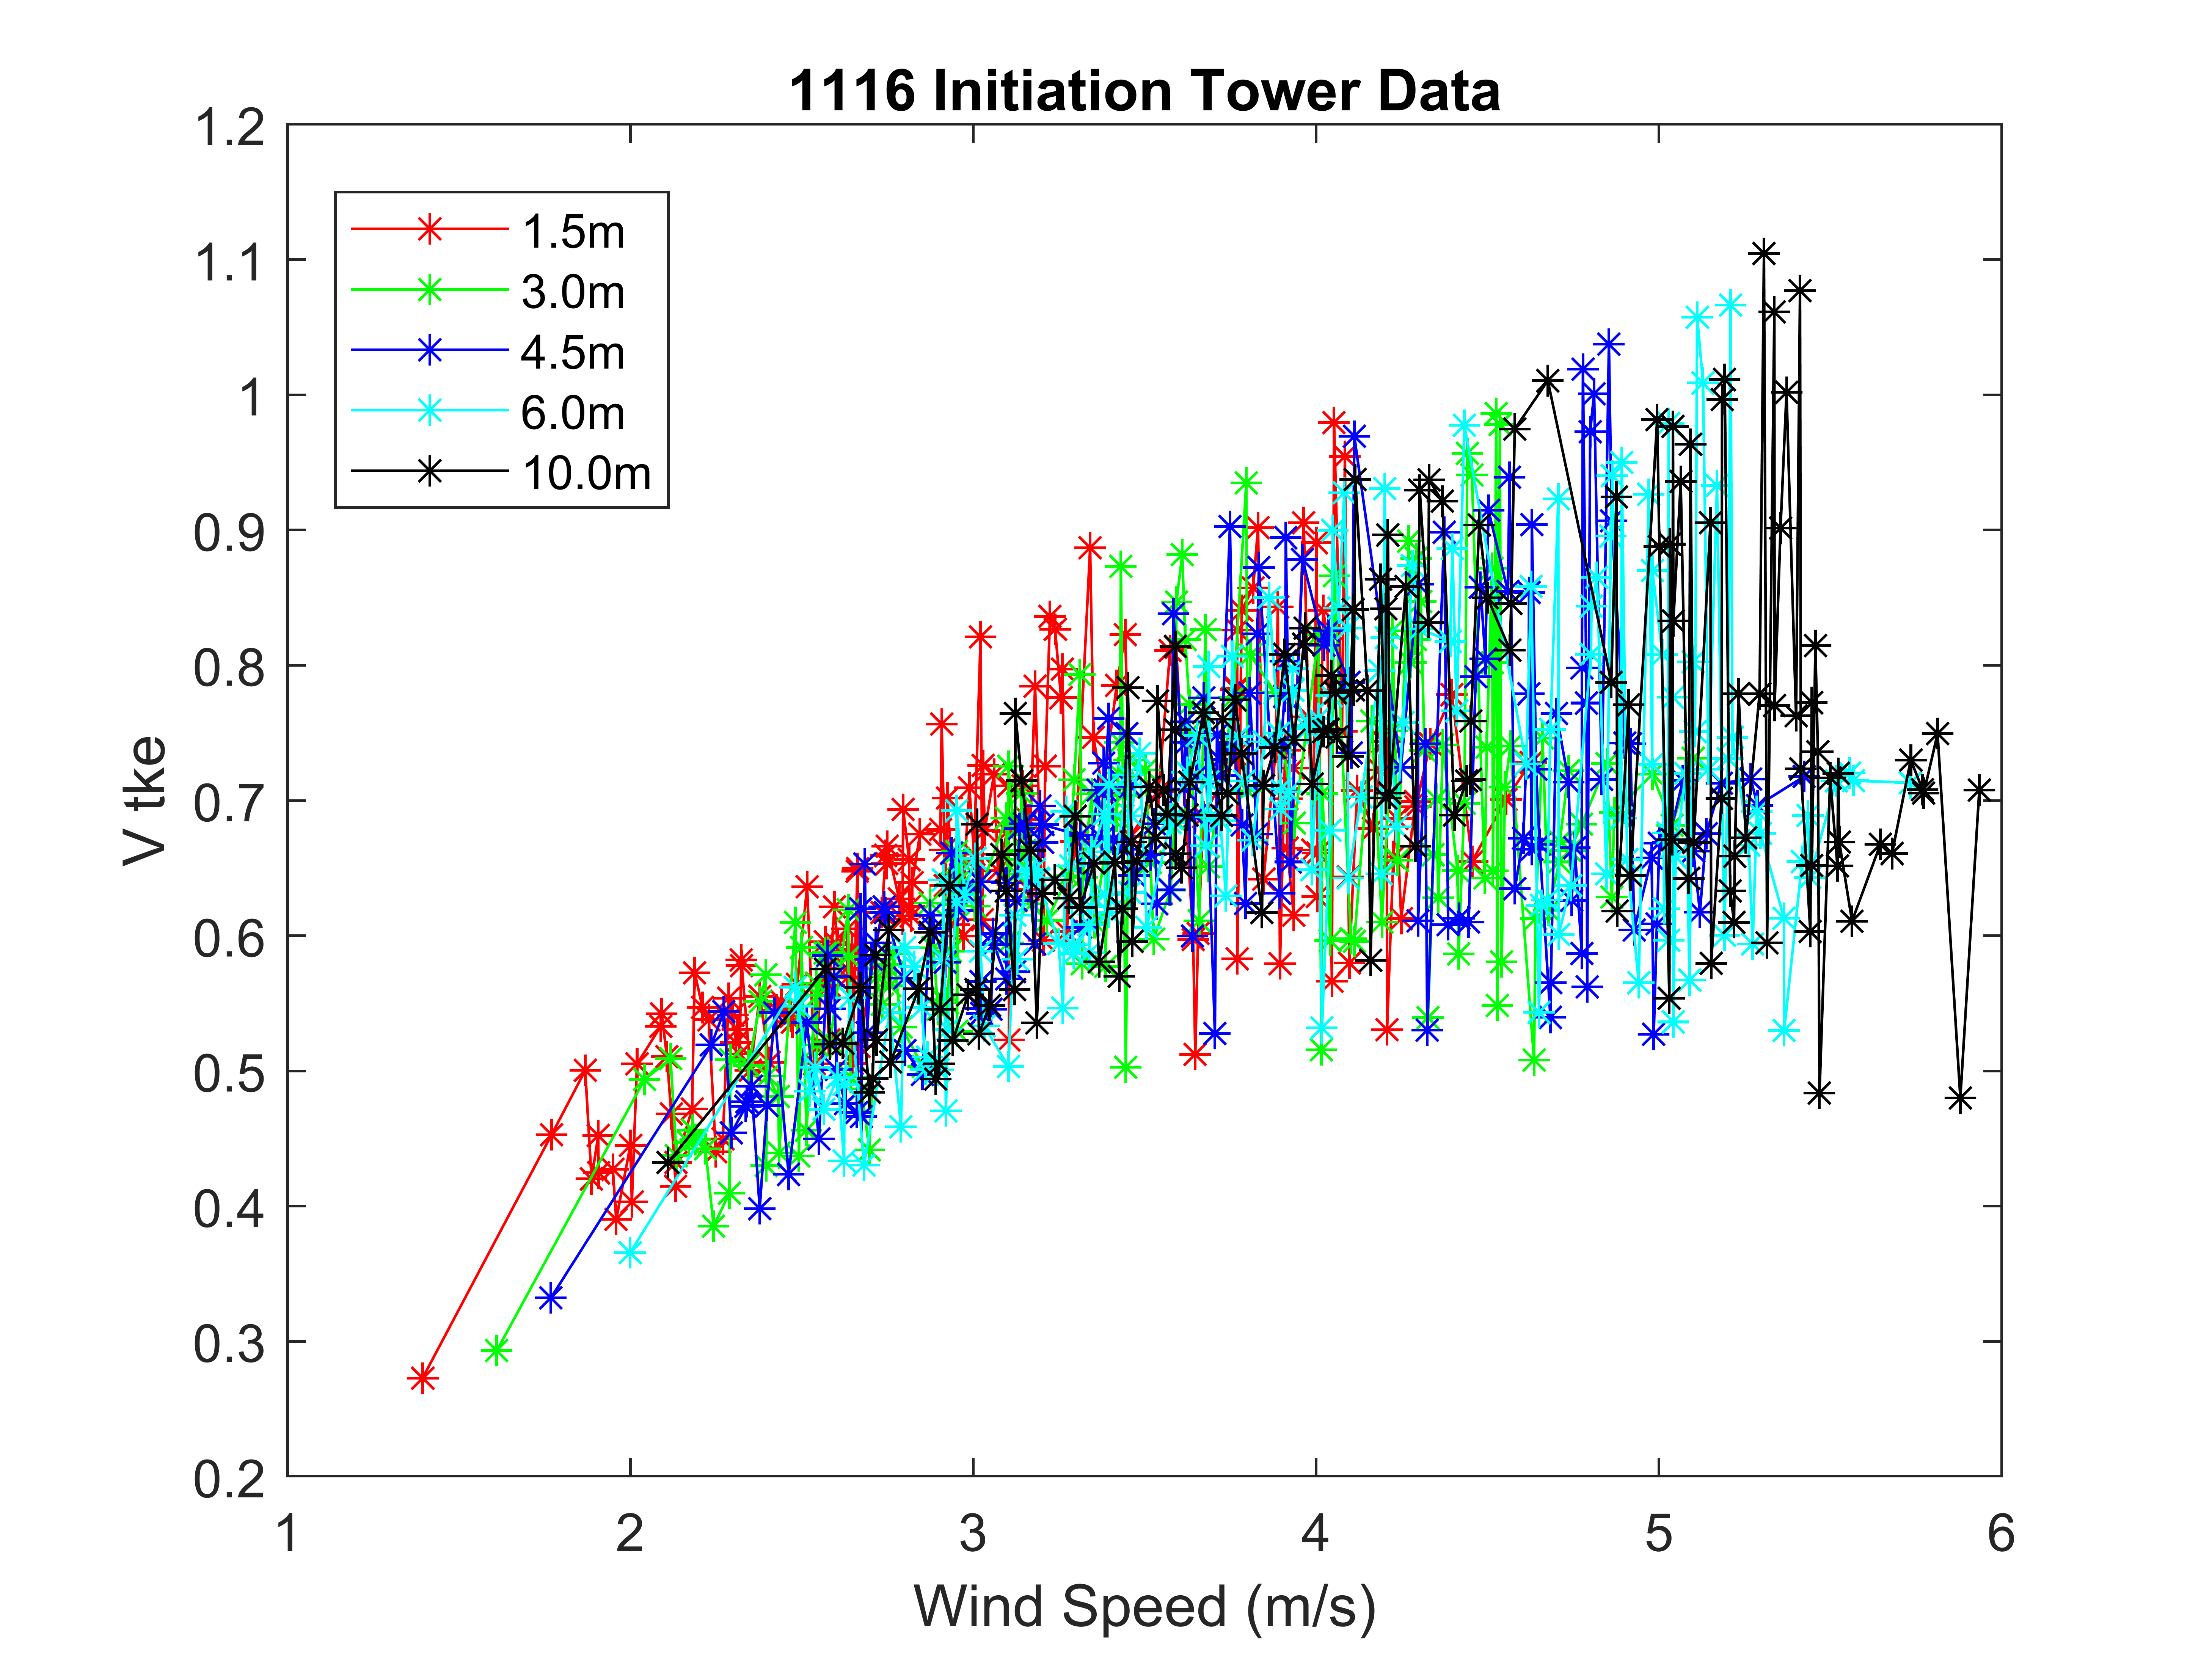 1116 Initiation Tower Data
1.2
1.1
1
0.9
0.8
0.7
0.6
0.5
0.4
0.3
0.2
V tke
1.5m
3.0m
4.5m
6.0m
10.0m
1 2 3 4 5 6
Wind Speed (m/s)